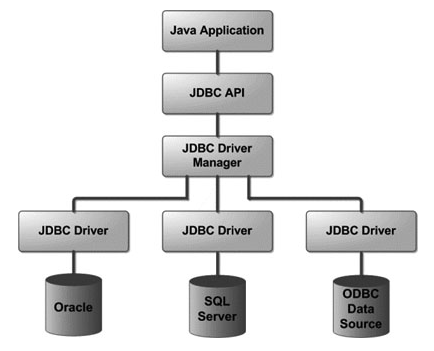 Java Application
JDBC API
JDBC Driver
Manager
JDBC Driver
JDBC Driver
JDBC Driver
Oracle
SQL
Server
ODBC
Data
Source